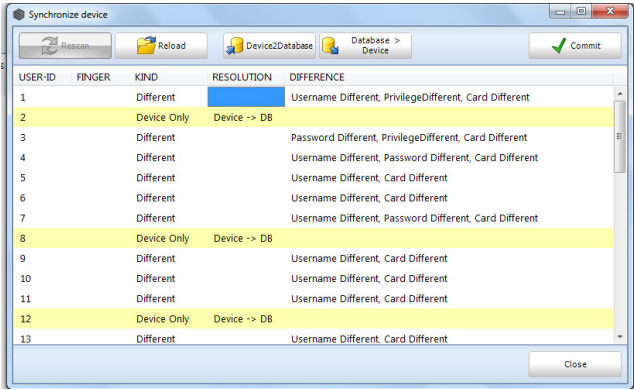 Synchronize device
Rescan Reload Device2Database Database > Device Commit
USER-ID FINGER KIND RESOLUTION DIFFERENCE
1 Different Username Different, PrivilegeDifferent, Card Different
2 Device Only Device -> DB
3 Different Password Different, PrivilegeDifferent, Card Different
4 Different Username Different, Password Different, Card Different
5 Different Username Different, Card Different
6 Different Username Different, Card Different
7 Different Username Different, Password Different, Card Different
8 Device Only Device -> DB
9 Different Username Different, Card Different
10 Different Username Different, Card Different
11 Different Username Different, Card Different
12 Device Only Device -> DB
13 Different Username Different, Card Different
Close